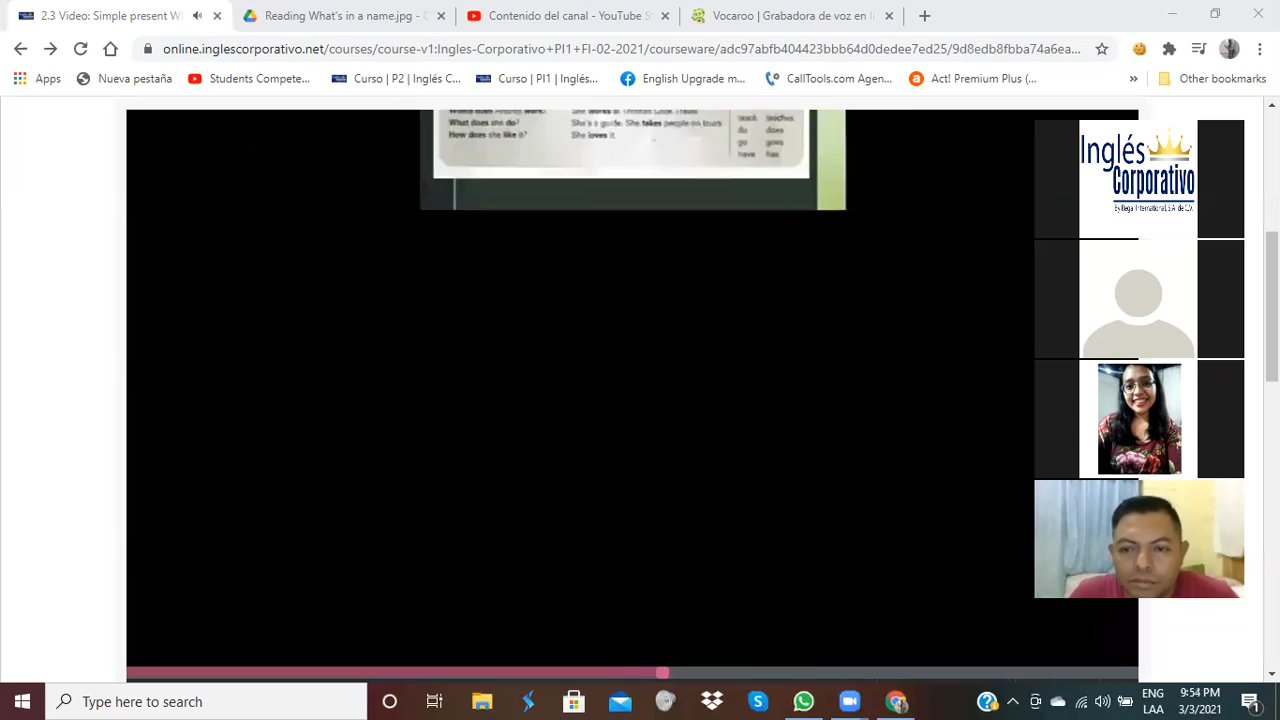 2.3 Video: Simple present W
Reading What's in a name.jpg - C
Contenido del canal - YouTube S
Vocaroo | Grabadora de voz en li
online.inglescorporativo.net/courses/course-v1:Ingles-Corporativo+PI1+FI-02-2021/courseware/adc97abfb404423bbb64d0dedee7ed25/9d8edb8fbba74a6ea...
Apps
Nueva pestaña
Students Compete...
Curso | P2 | Inglés C...
Curso | PI1 | Inglés...
English Upgrade m...
CallTools.com Agen...
Act! Premium Plus (...
»
Other bookmarks
What does she do?
She's a guide. She takes people on tours
How does she like it?
She loves it.
teach teaches
do does
go goes
have has
Inglés
Corporativo
Type here to search
ENG
LAA
9:54 PM
3/3/2021